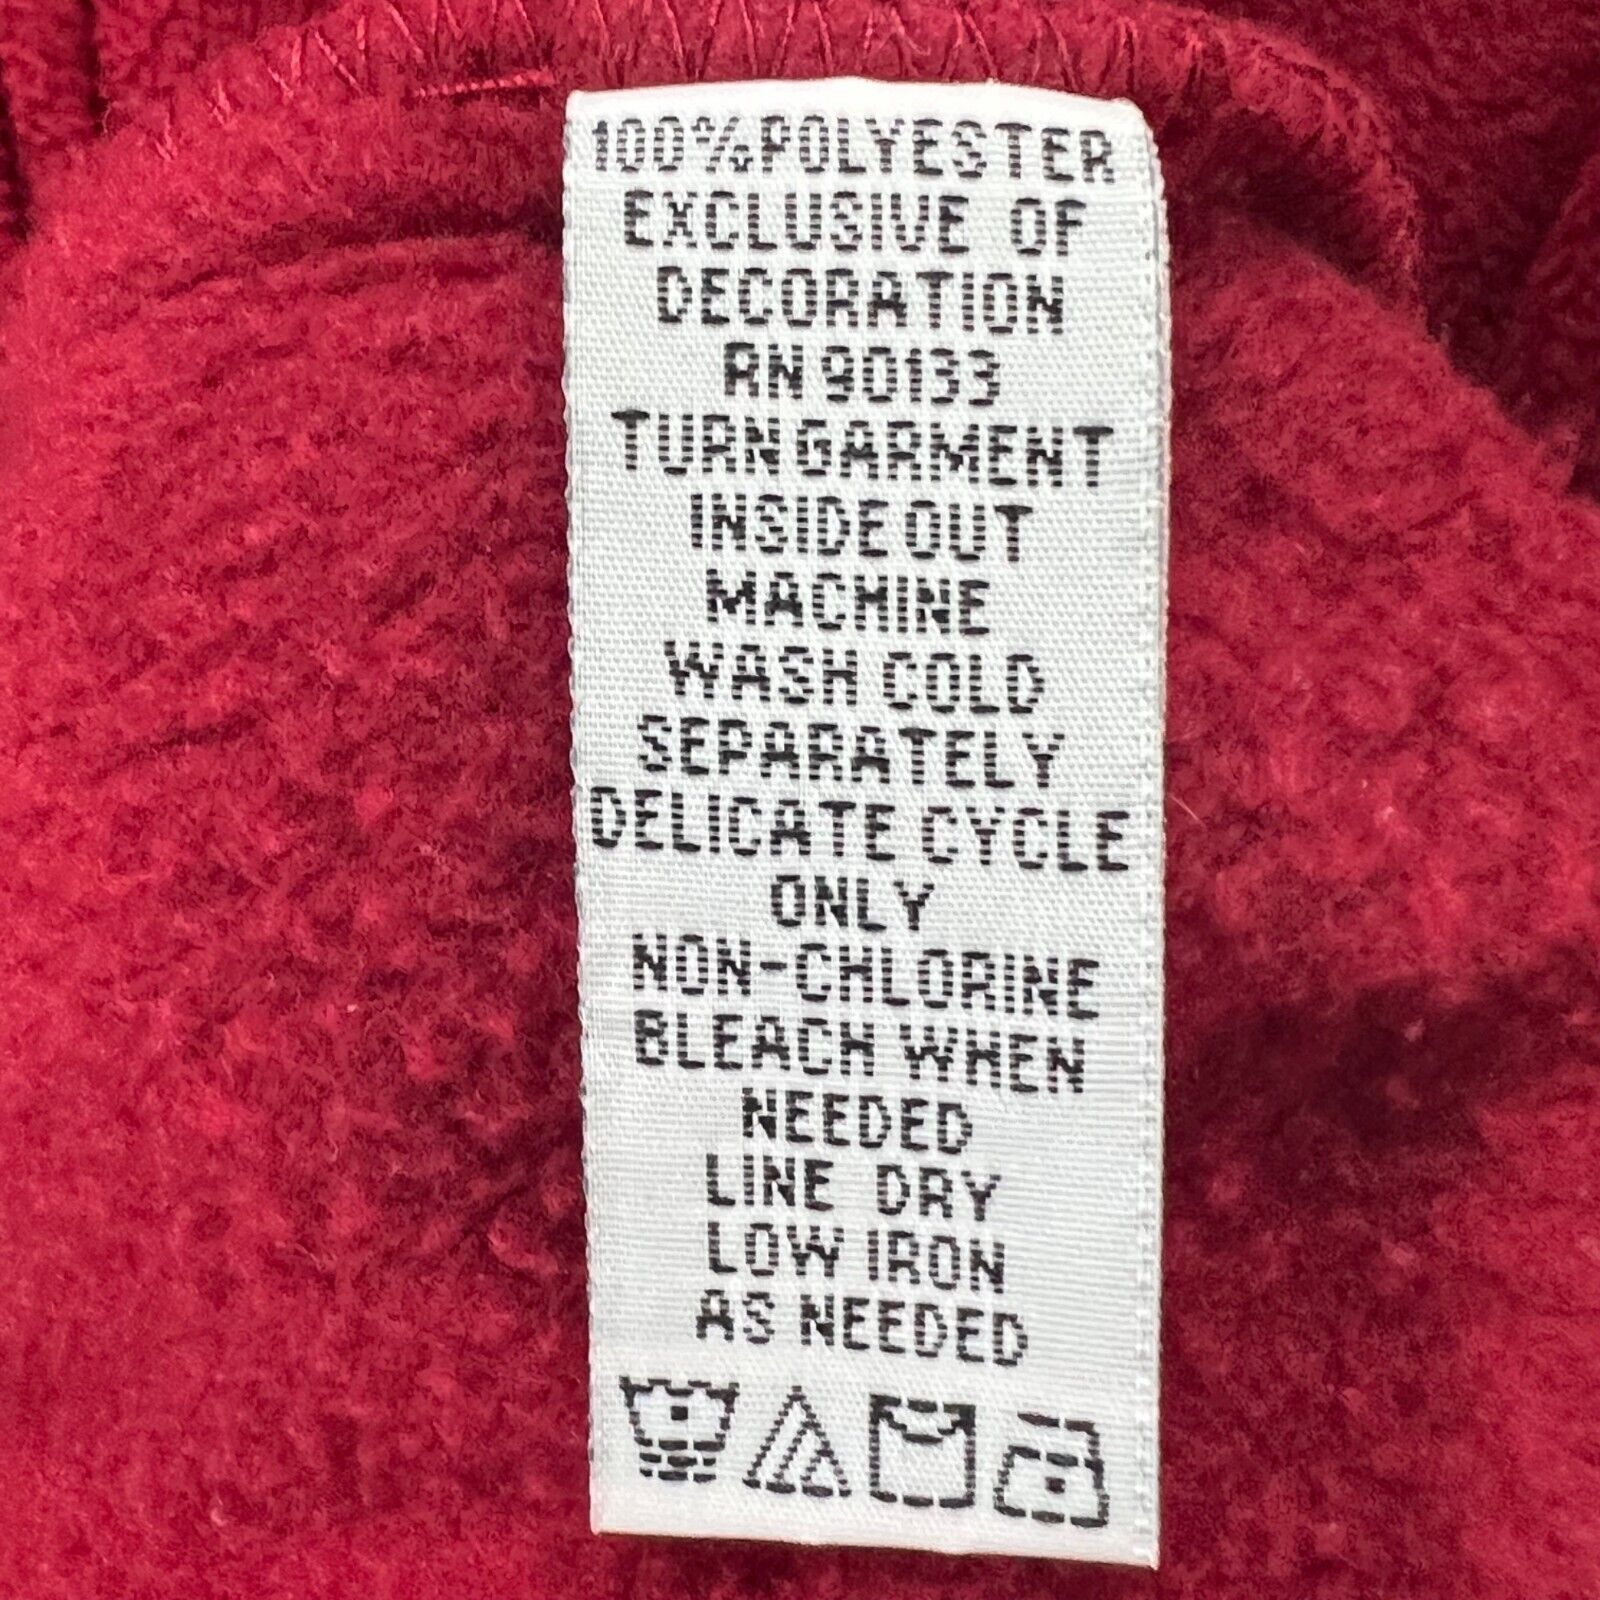 100% POLYESTER
EXCLUSIVE OF
DECORATION
RN 90133
TURN GARMENT
INSIDE OUT
MACHINE
WASH COLD
SEPARATELY
DELICATE CYCLE
ONLY
NON-CHLORINE
BLEACH WHEN
NEEDED
LINE DRY
LOW IRON
AS NEEDED